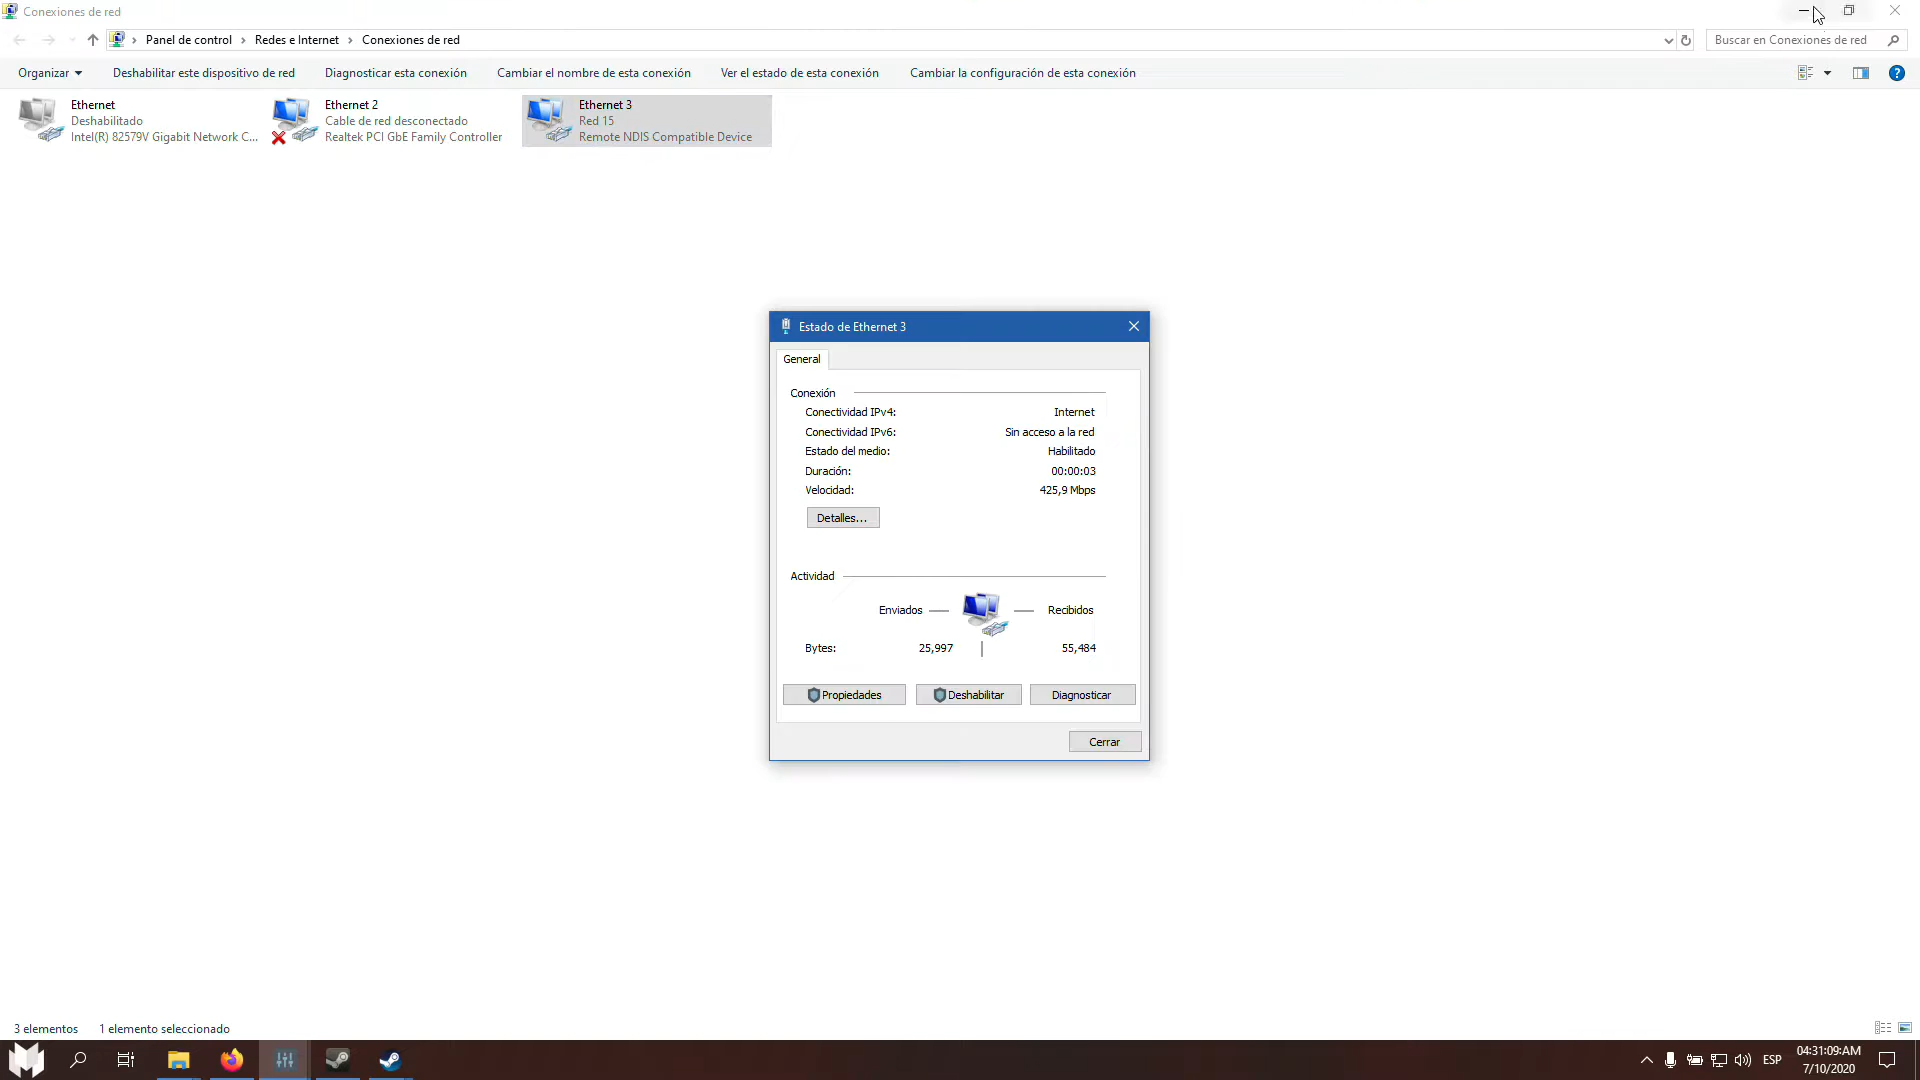 Conexiones de red
Panel de control > Redes e Internet > Conexiones de red
Buscar en Conexiones de red
Organizar
Deshabilitar este dispositivo de red
Diagnosticar esta conexión
Cambiar el nombre de esta conexión
Ver el estado de esta conexión
Cambiar la configuración de esta conexión
Ethernet
Deshabilitado
Intel(R) 82579V Gigabit Network C...
Ethernet 2
Cable de red desconectado
Realtek PCI GbE Family Controller
Ethernet 3
Red 15
Remote NDIS Compatible Device
Estado de Ethernet 3
General
Conexión
Conectividad IPv4: Internet
Conectividad IPv6: Sin acceso a la red
Estado del medio: Habilitado
Duración: 00:00:03
Velocidad: 425,9 Mbps
Detalles...
Actividad
Enviados — — Recibidos
Bytes: 25,997 | 55,484
Propiedades Deshabilitar Diagnosticar
Cerrar
3 elementos 1 elemento seleccionado
ESP
04:31:09:AM
7/10/2020